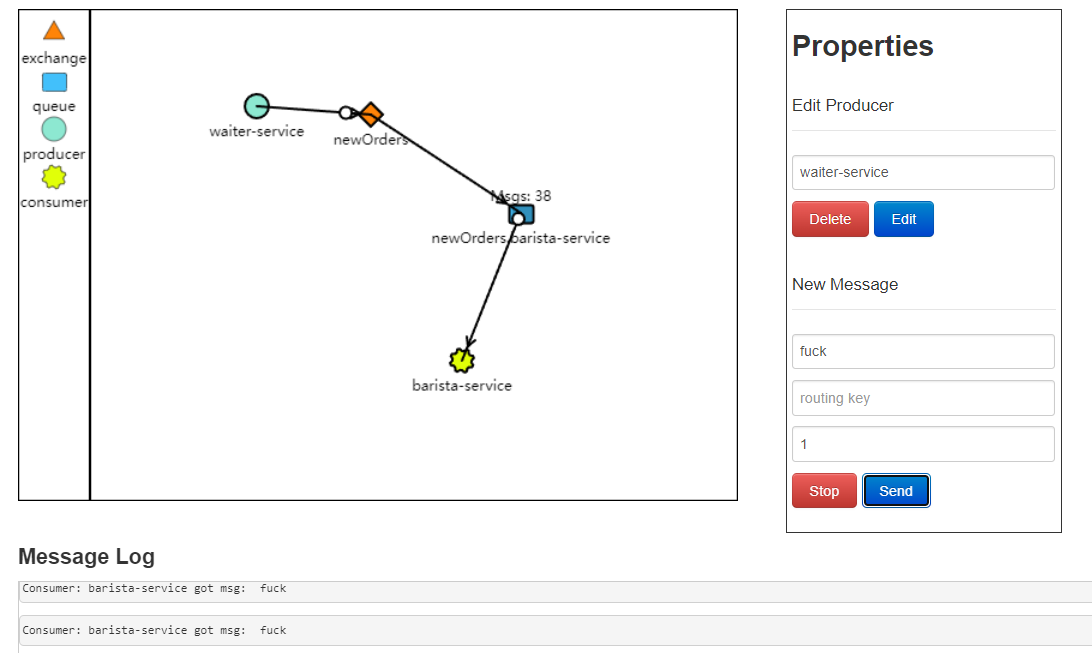 exchange
queue
producer
consumer
waiter-service
newOrders
Msgs: 38
newOrders.barista-service
barista-service
Properties
Edit Producer
waiter-service
Delete
Edit
New Message
fuck
routing key
1
Stop
Send
Message Log
Consumer: barista-service got msg:  fuck
Consumer: barista-service got msg:  fuck